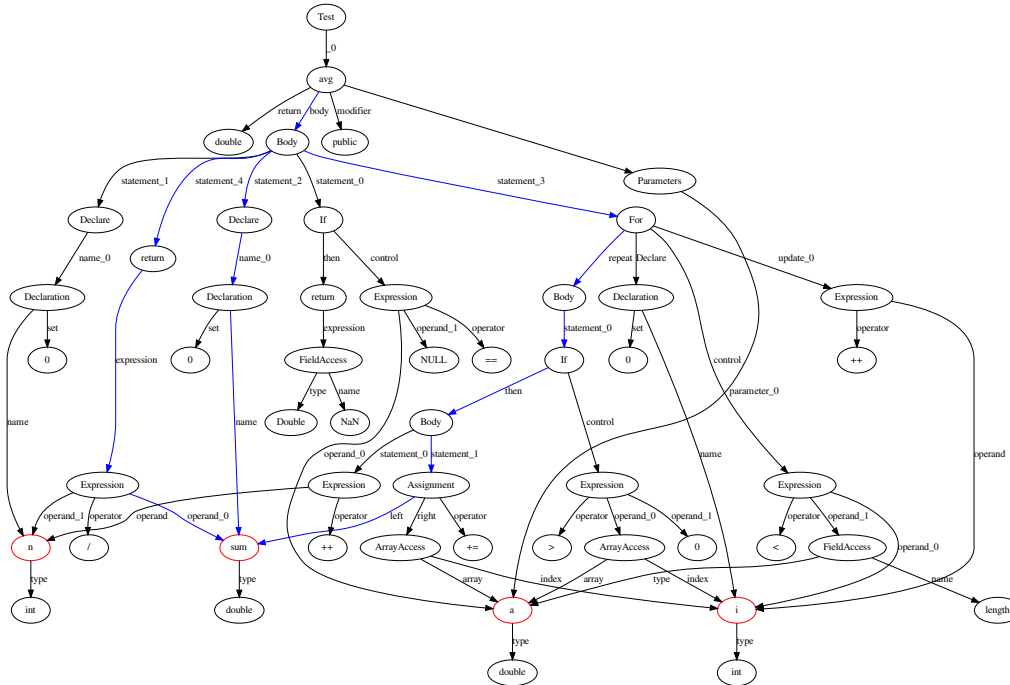 Test
_0
avg
return body modifier
double Body public
statement_1 statement_4 statement_2 statement_0 statement_3 Parameters
Declare Declare If For
name_0 return name_0 then control repeat Declare update_0
Declaration Declaration return Expression Body Declaration Expression
set set expression operand_1 operator statement_0 set operator
0 expression 0 FieldAccess NULL == If 0 control ++
type name then parameter_0
Double NaN Body control
name name operand_0 statement_0 statement_1 name operand
Expression Expression Assignment Expression Expression
operand_1 operator operand operand_0 operator left right operator operator operand_0 operand_1 operator operand_1 operand_0
n / sum ++ ArrayAccess += > ArrayAccess 0 < FieldAccess
type type array index array type index name
int double a i length
type type
double int